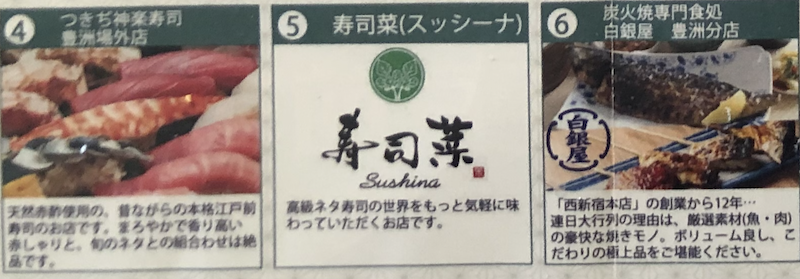 ④ つきぢ神楽寿司
豊洲場外店
天然赤酢使用の、昔ながらの本格江戸前
寿司のお店です。まろやかで香り高い
赤しゃりと、旬のネタとの組合わせは絶
品です。
⑤ 寿司菜(スッシーナ)
寿司菜
Sushina
高級ネタ寿司の世界をもっと気軽に味
わっていただくお店です。
⑥ 炭火焼専門食処
白銀屋 豊洲分店
白銀屋
「西新宿本店」の創業から12年…
連日大行列の理由は、厳選素材(魚・肉)
の豪快な焼きモノ。ボリューム良し、こ
だわりの極上品をご堪能ください。